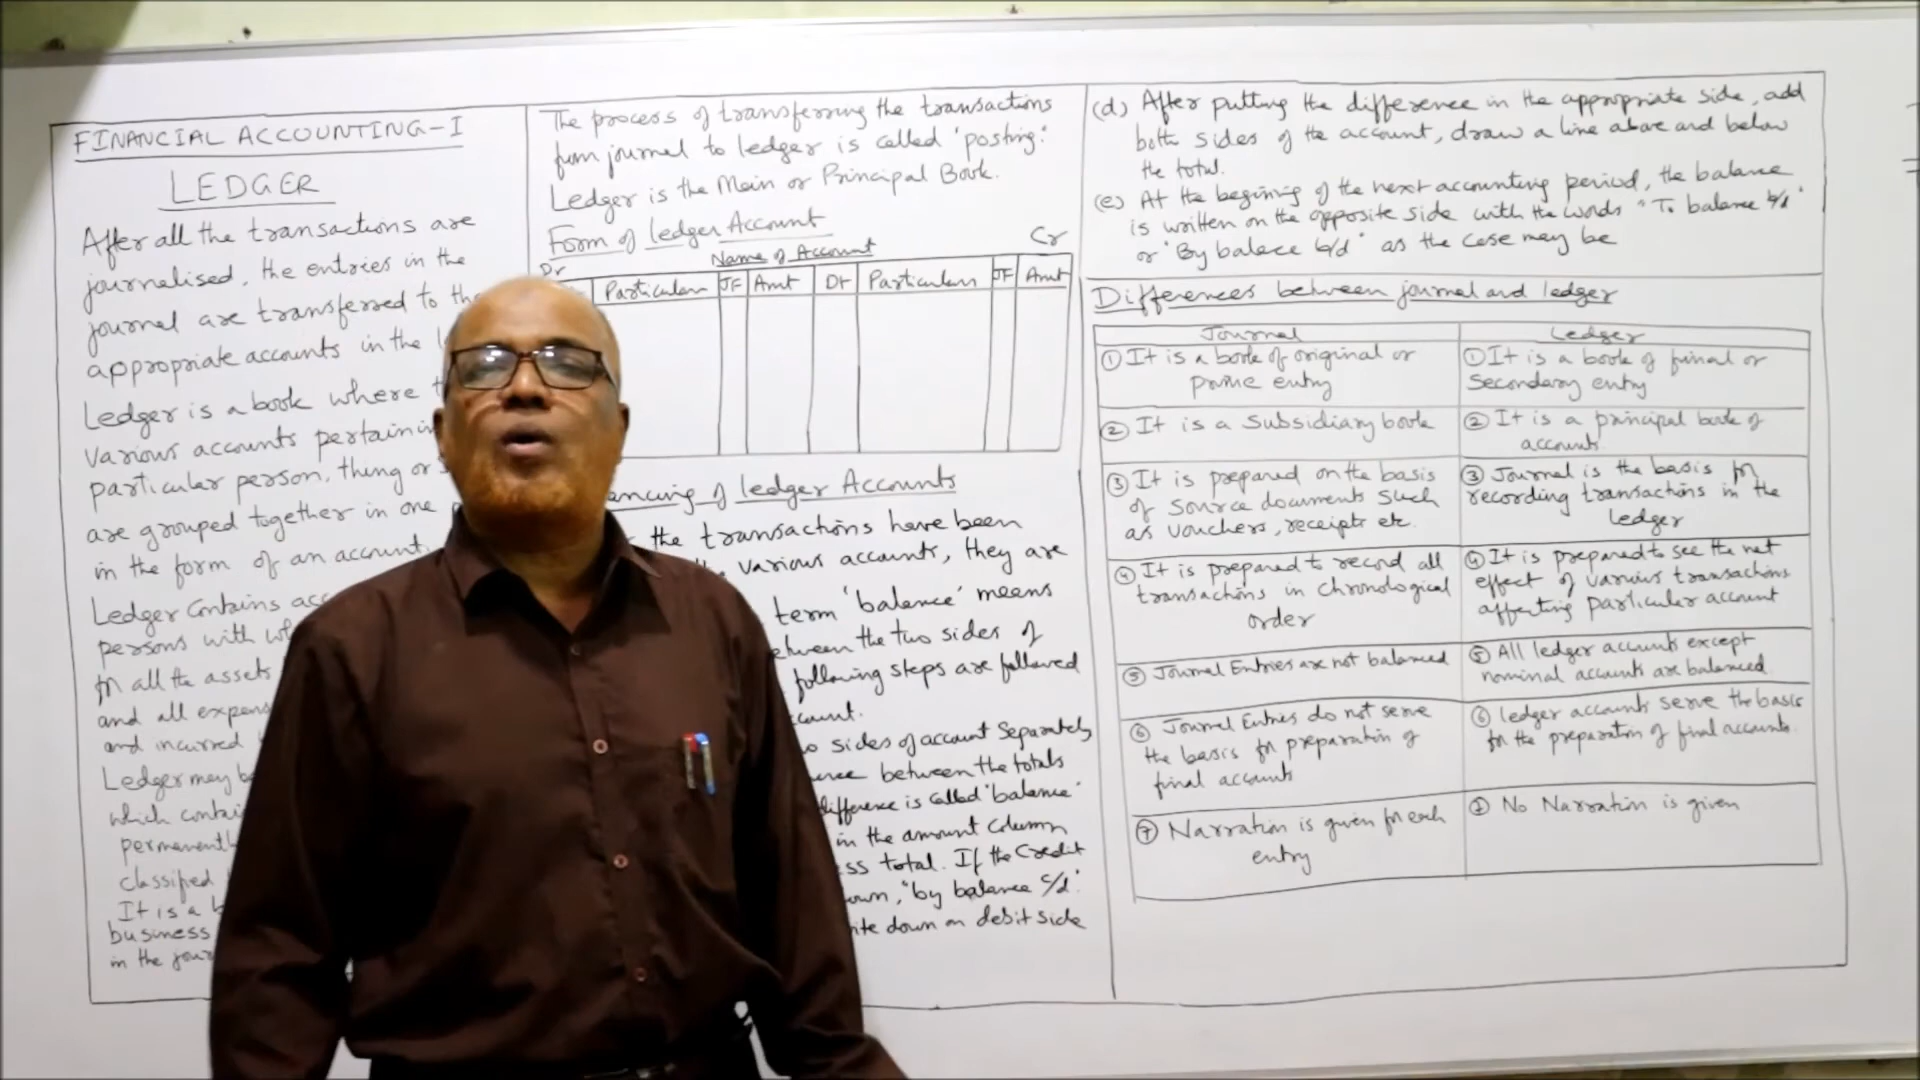 FINANCIAL ACCOUNTING-I
LEDGER
After all the transactions are
journalised, the entries in the
journal are transferred to the
appropriate accounts in the
Ledger is a book where
various accounts pertaining
particular person, thing or
are grouped together in one
in the form of an account.
Ledger Contains
persons with
for all the assets
and all
and incurred
Ledger may be
which
permanently
classified
It is a
business
in the
The process of transferring the transactions
from journal to ledger is called 'posting'.
Ledger is the Main or Principal Book.
Form of ledger Account
Name of Account
Dr Cr
Particulars JF Amt Dt Particulars JF Amt
of ledger Accounts
the transactions have been
various accounts, they are
term 'balance' means
between the two sides of
following steps are followed
sides of account Separately
between the totals
difference is called 'balance'
in the amount column
total. If the Credit
"by balance c/d".
down on debit side
(d) After putting the difference in the appropriate side, add
both sides of the account, draw a line above and below
the total.
(e) At the beginning of the next accounting period, the balance
is written on the opposite side with the words "To balance b/d"
or "By balace b/d" as the case may be
Differences between journal and ledger
Journal Ledger
① It is a book of original or
prime entry
① It is a book of final or
Secondary entry
② It is a Subsidiary book
② It is a principal book of
accounts
③ It is prepared on the basis
of source documents such
as vouchers, receipts etc.
③ Journal is the basis for
recording transactions in the
ledger
④ It is prepared to record all
transactions in chronological
order
④ It is prepared to see the net
effect of various transactions
affecting particular account
⑤ Journal Entries are not balanced
⑤ All ledger accounts except
nominal accounts are balanced
⑥ Journal Entries do not serve
the basis for preparation of
final accounts
⑥ ledger accounts serve the basis
for the preparation of final accounts.
⑦ Narration is given for each
entry
No Narration is given